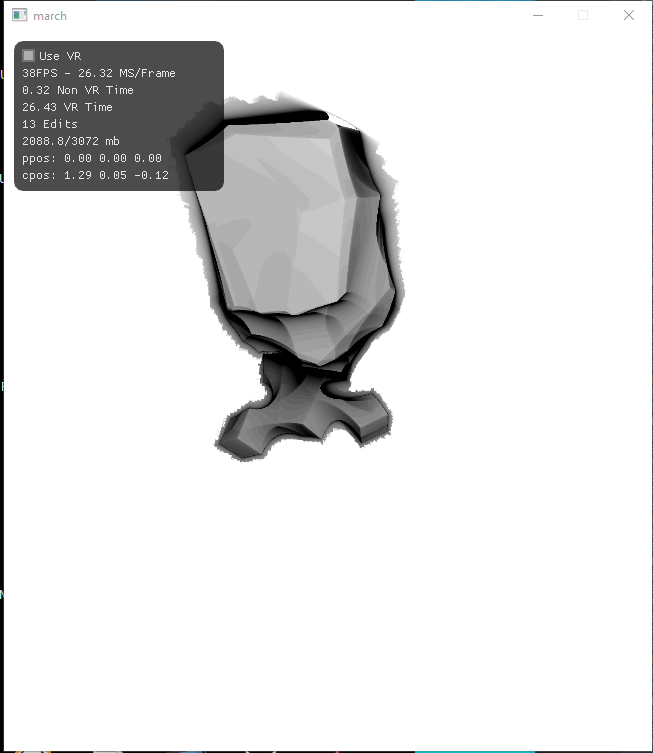 march
Use VR
38FPS - 26.32 MS/Frame
0.32 Non VR Time
26.43 VR Time
13 Edits
2088.8/3072 mb
ppos: 0.00 0.00 0.00
cpos: 1.29 0.05 -0.12